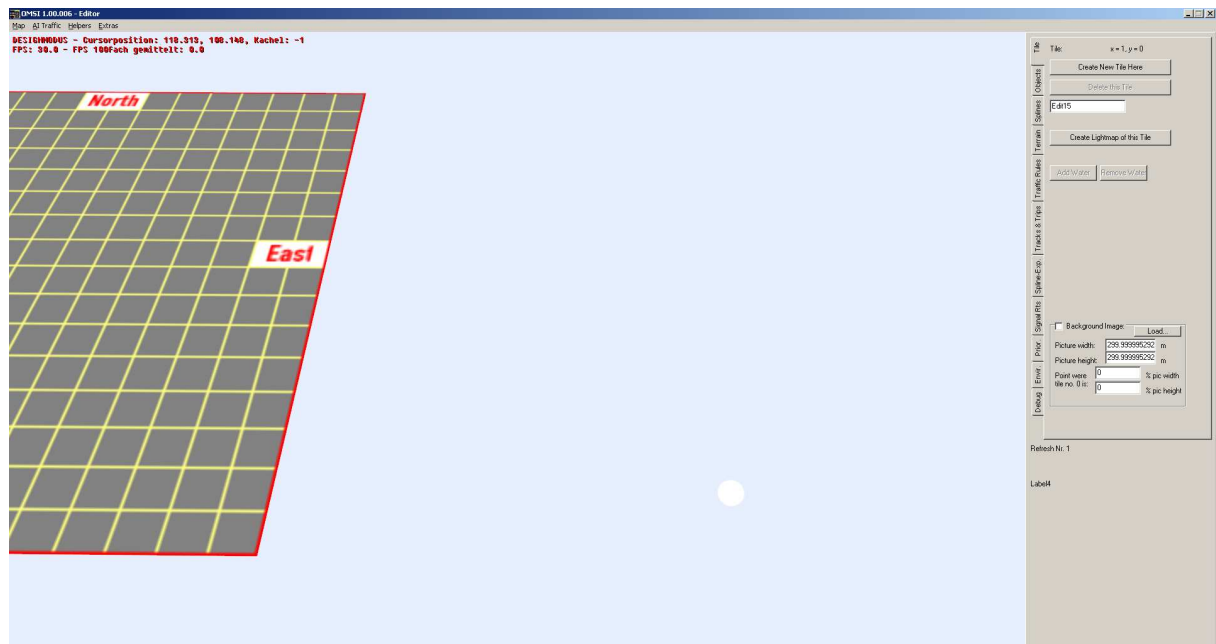 OMSI 1.00.006 - Editor
Map AI Traffic Helpers Extras
DESIGNMODUS - Cursorposition: 118.313, 108.148, Kachel: -1
FPS: 30.0 - FPS 100Fach gemittelt: 0.0
North
East
Tile
Objects
Splines
Terrain
Traffic Rules
Tracks & Trips
Spline-Exp.
Signal Rts
Prior.
Envir.
Debug
Tile: x = 1, y = 0
Create New Tile Here
Delete this Tile
Edit15
Create Lightmap of this Tile
Add Water Remove Water
Background Image: Load...
Picture width: 299.999995292 m
Picture height: 299.999995292 m
Point were tile no. 0 is:
0 % pic width
0 % pic height
Refresh Nr. 1
Label4